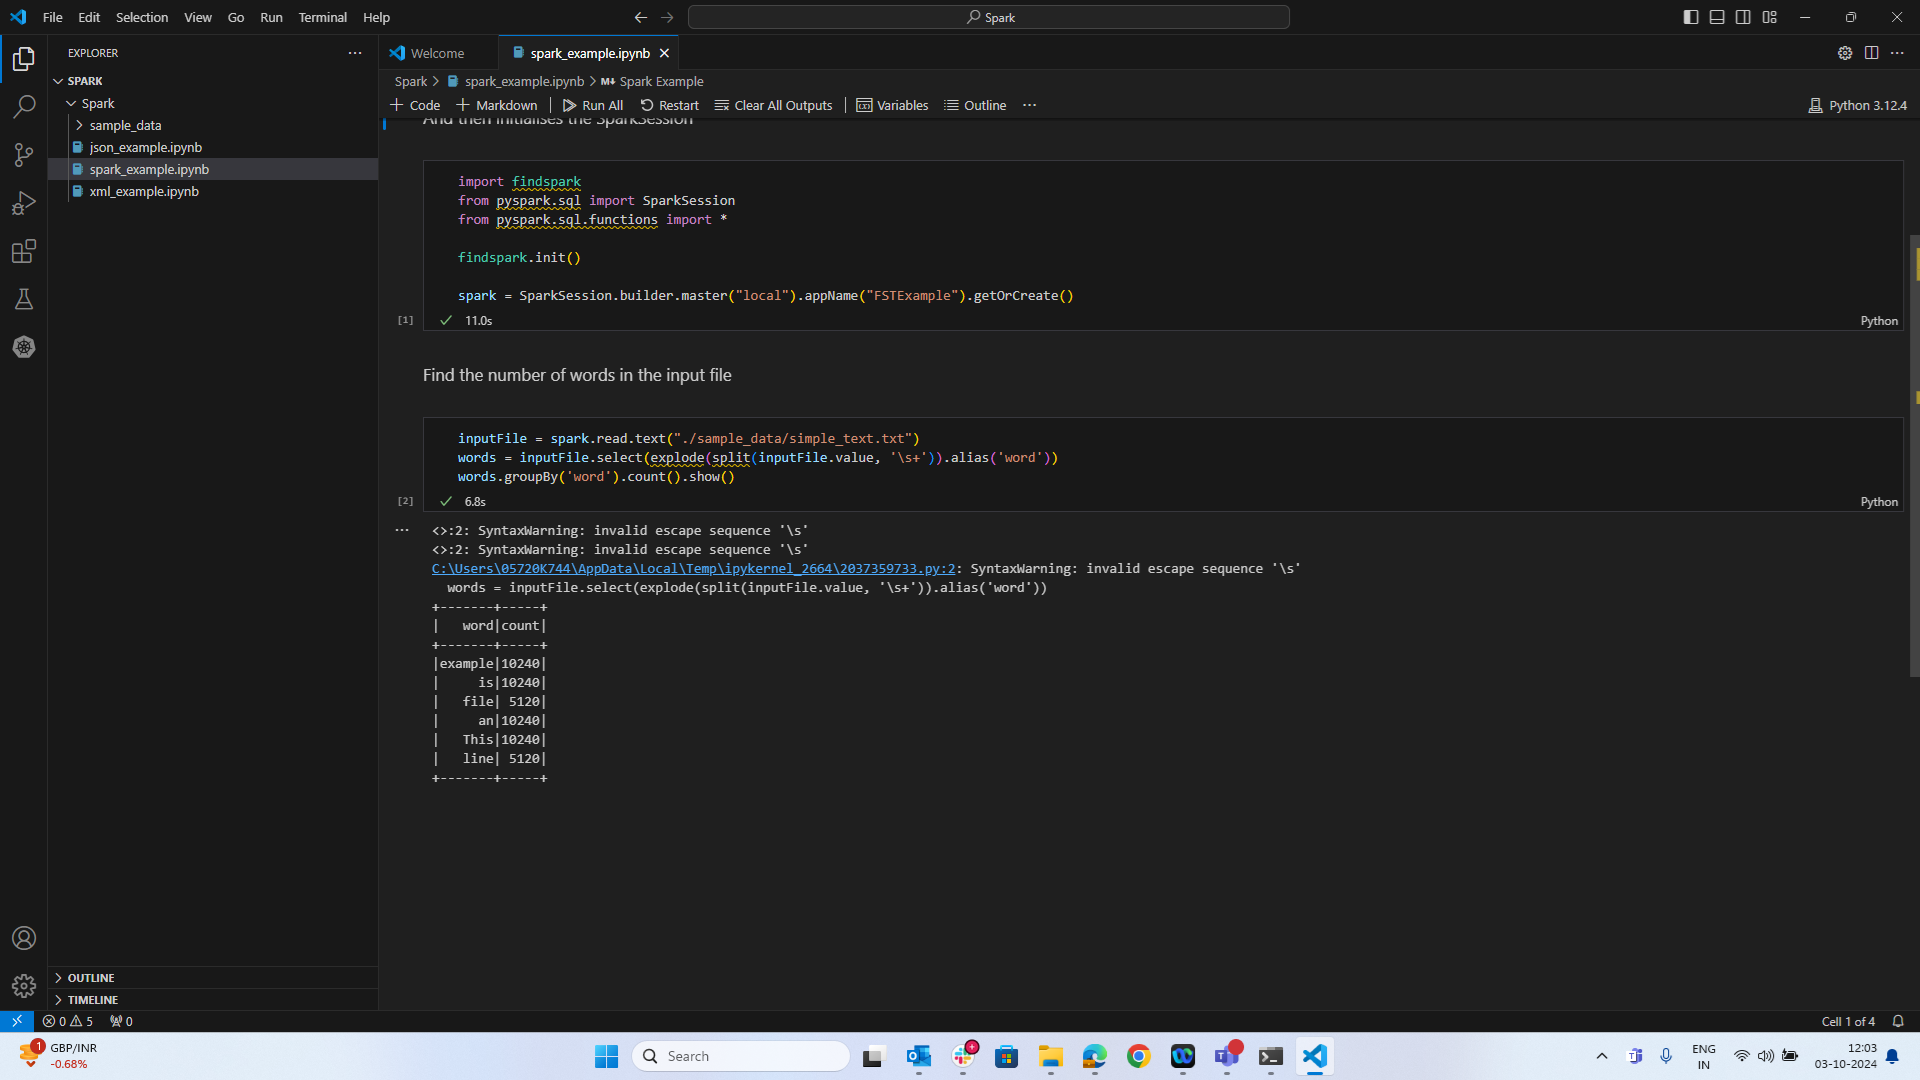 File Edit Selection View Go Run Terminal Help
Spark
EXPLORER
Welcome
spark_example.ipynb
SPARK
Spark
sample_data
json_example.ipynb
spark_example.ipynb
xml_example.ipynb
Spark > spark_example.ipynb > M↓ Spark Example
+ Code + Markdown | Run All Restart Clear All Outputs | Variables Outline ...
Python 3.12.4
And then initialises the SparkSession
import findspark
from pyspark.sql import SparkSession
from pyspark.sql.functions import *
findspark.init()
spark = SparkSession.builder.master("local").appName("FSTExample").getOrCreate()
[1] ✓ 11.0s
Python
Find the number of words in the input file
inputFile = spark.read.text("./sample_data/simple_text.txt")
words = inputFile.select(explode(split(inputFile.value, '\s+')).alias('word'))
words.groupBy('word').count().show()
[2] ✓ 6.8s
Python
<>:2: SyntaxWarning: invalid escape sequence '\s'
<>:2: SyntaxWarning: invalid escape sequence '\s'
C:\Users\05720K744\AppData\Local\Temp\ipykernel_2664\2037359733.py:2: SyntaxWarning: invalid escape sequence '\s'
words = inputFile.select(explode(split(inputFile.value, '\s+')).alias('word'))
+-------+-----+
|   word|count|
+-------+-----+
|example|10240|
|     is|10240|
|   file| 5120|
|     an|10240|
|   This|10240|
|   line| 5120|
+-------+-----+
OUTLINE
TIMELINE
0 5 0
Cell 1 of 4
1
GBP/INR
-0.68%
Search
ENG
IN
12:03
03-10-2024